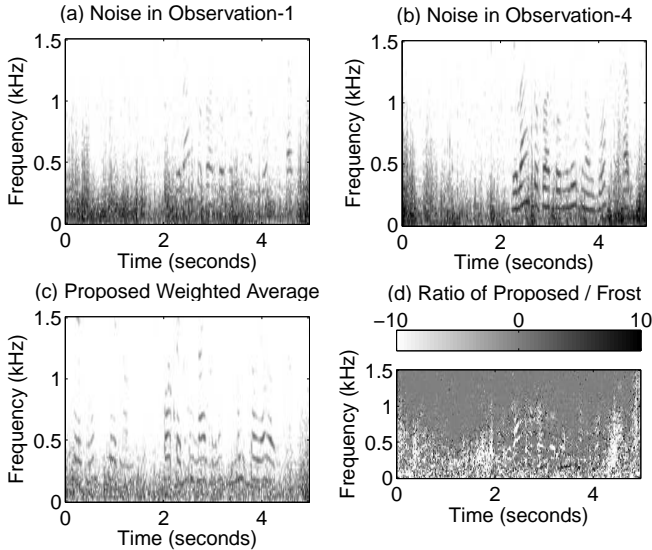 (a) Noise in Observation-1
(b) Noise in Observation-4
1.5
1
0.5
0
Frequency (kHz)
0 2 4
Time (seconds)
1.5
1
0.5
0
Frequency (kHz)
0 2 4
Time (seconds)
(c) Proposed Weighted Average
1.5
1
0.5
0
Frequency (kHz)
0 2 4
Time (seconds)
(d) Ratio of Proposed / Frost
−10 0 10
1.5
1
0.5
0
Frequency (kHz)
0 2 4
Time (seconds)